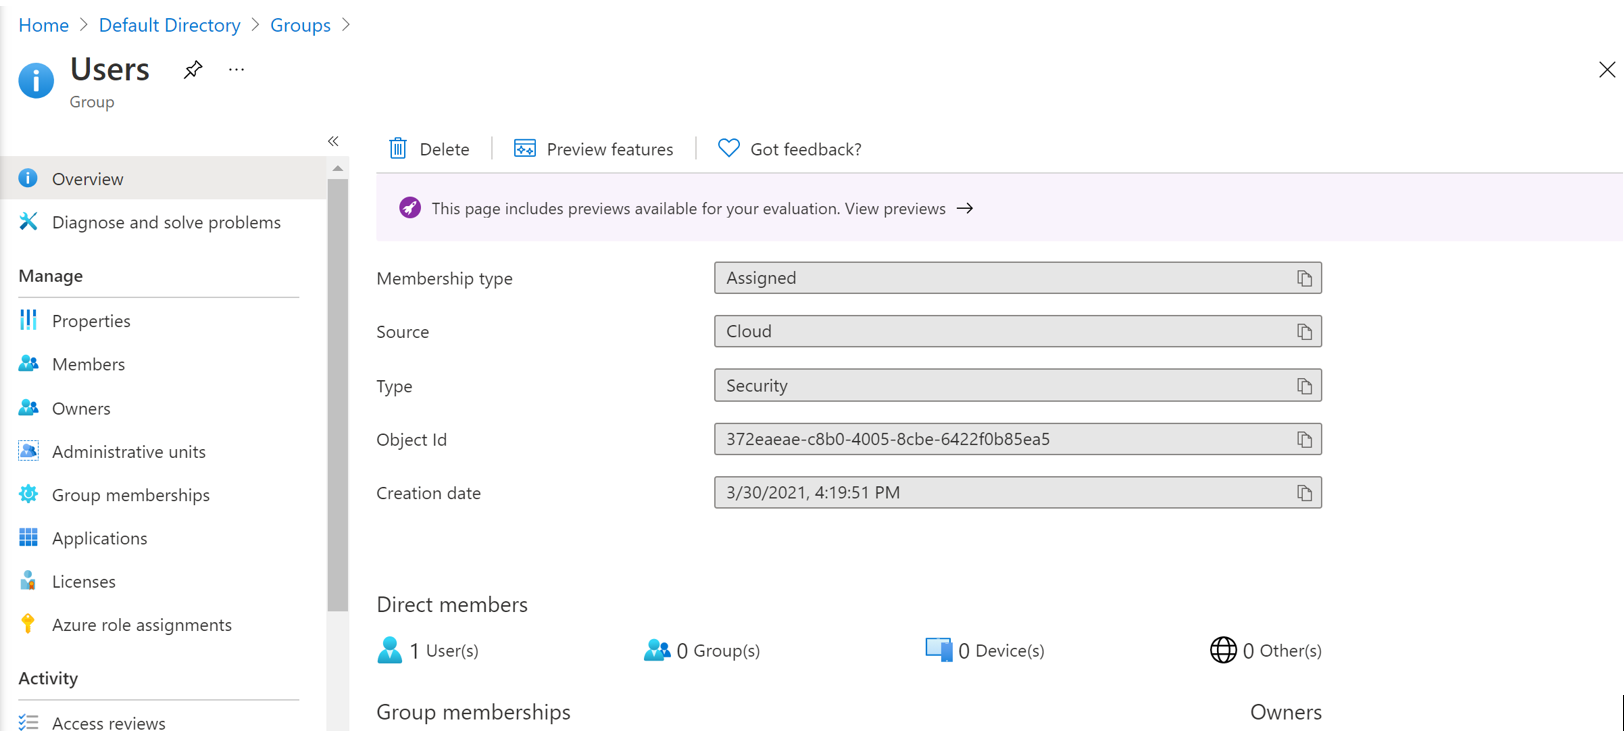 Home > Default Directory > Groups >
Users ...
Group
Overview
Diagnose and solve problems
Manage
Properties
Members
Owners
Administrative units
Group memberships
Applications
Licenses
Azure role assignments
Activity
Access reviews
Delete | Preview features | Got feedback?
This page includes previews available for your evaluation. View previews →
Membership type Assigned
Source Cloud
Type Security
Object Id 372eaeae-c8b0-4005-8cbe-6422f0b85ea5
Creation date 3/30/2021, 4:19:51 PM
Direct members
1 User(s) 0 Group(s) 0 Device(s) 0 Other(s)
Group memberships Owners